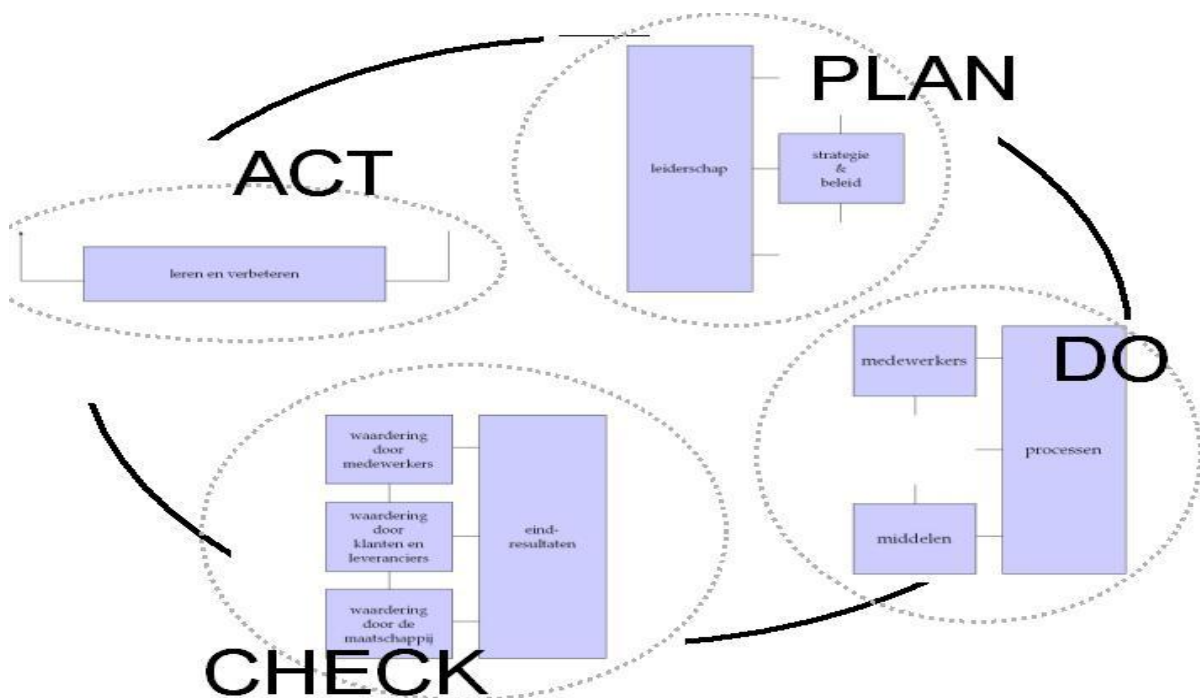 PLAN
leiderschap
strategie
&
beleid
ACT
leren en verbeteren
DO
medewerkers
processen
middelen
waardering
door
medewerkers
waardering
door
klanten en
leveranciers
waardering
door de
maatschappij
eind-
resultaten
CHECK